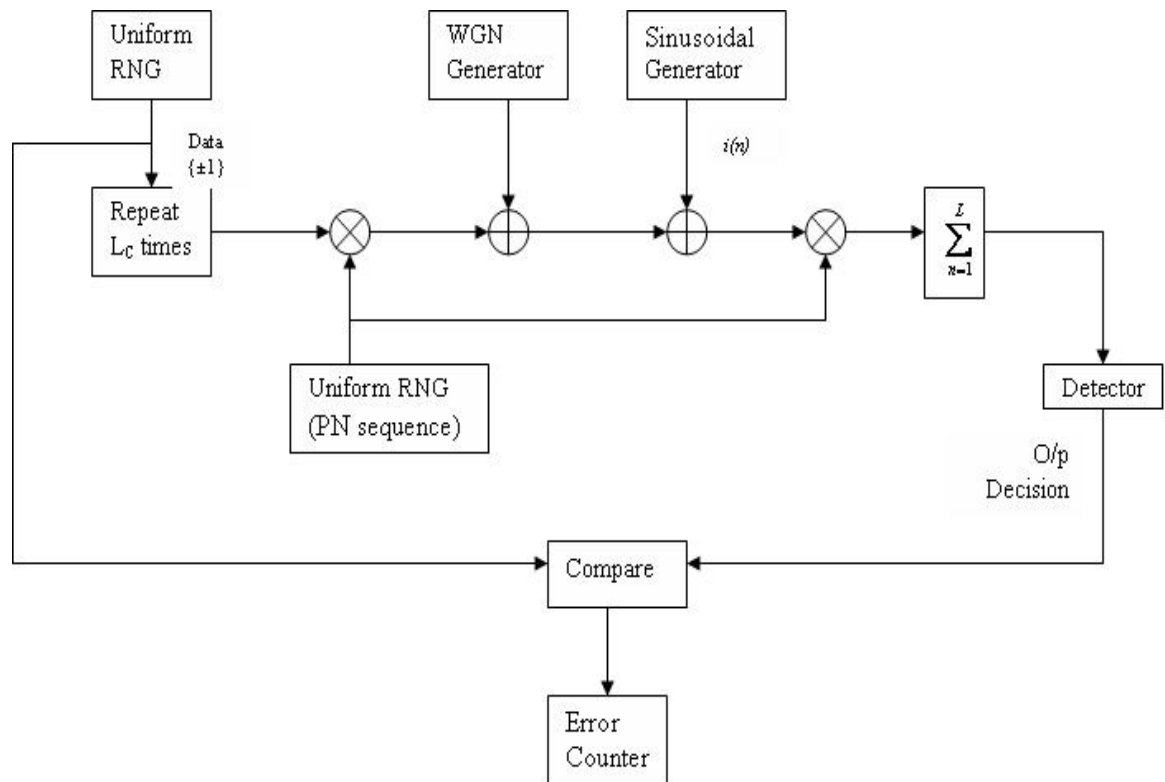 Uniform
RNG
WGN
Generator
Sinusoidal
Generator
Data
{±1}
i(n)
Repeat
L_C times
L
∑
n=1
Uniform RNG
(PN sequence)
Detector
O/p
Decision
Compare
Error
Counter